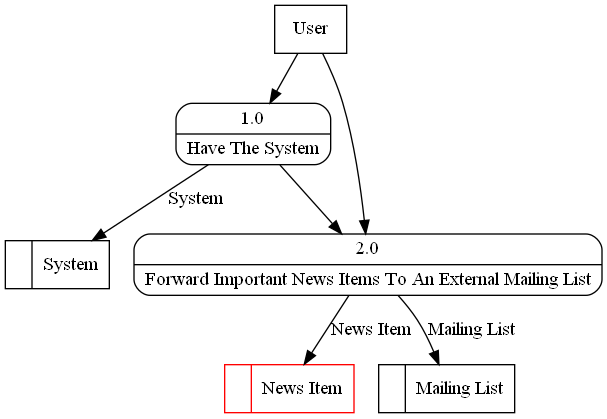 User
1.0
Have The System
System
System
2.0
Forward Important News Items To An External Mailing List
News Item
Mailing List
News Item
Mailing List